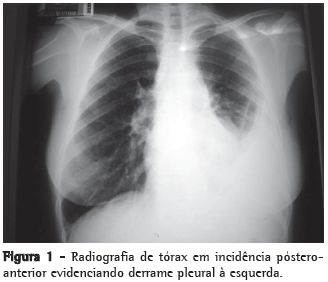 Figura 1 - Radiografia de tórax em incidência póstero-
anterior evidenciando derrame pleural à esquerda.